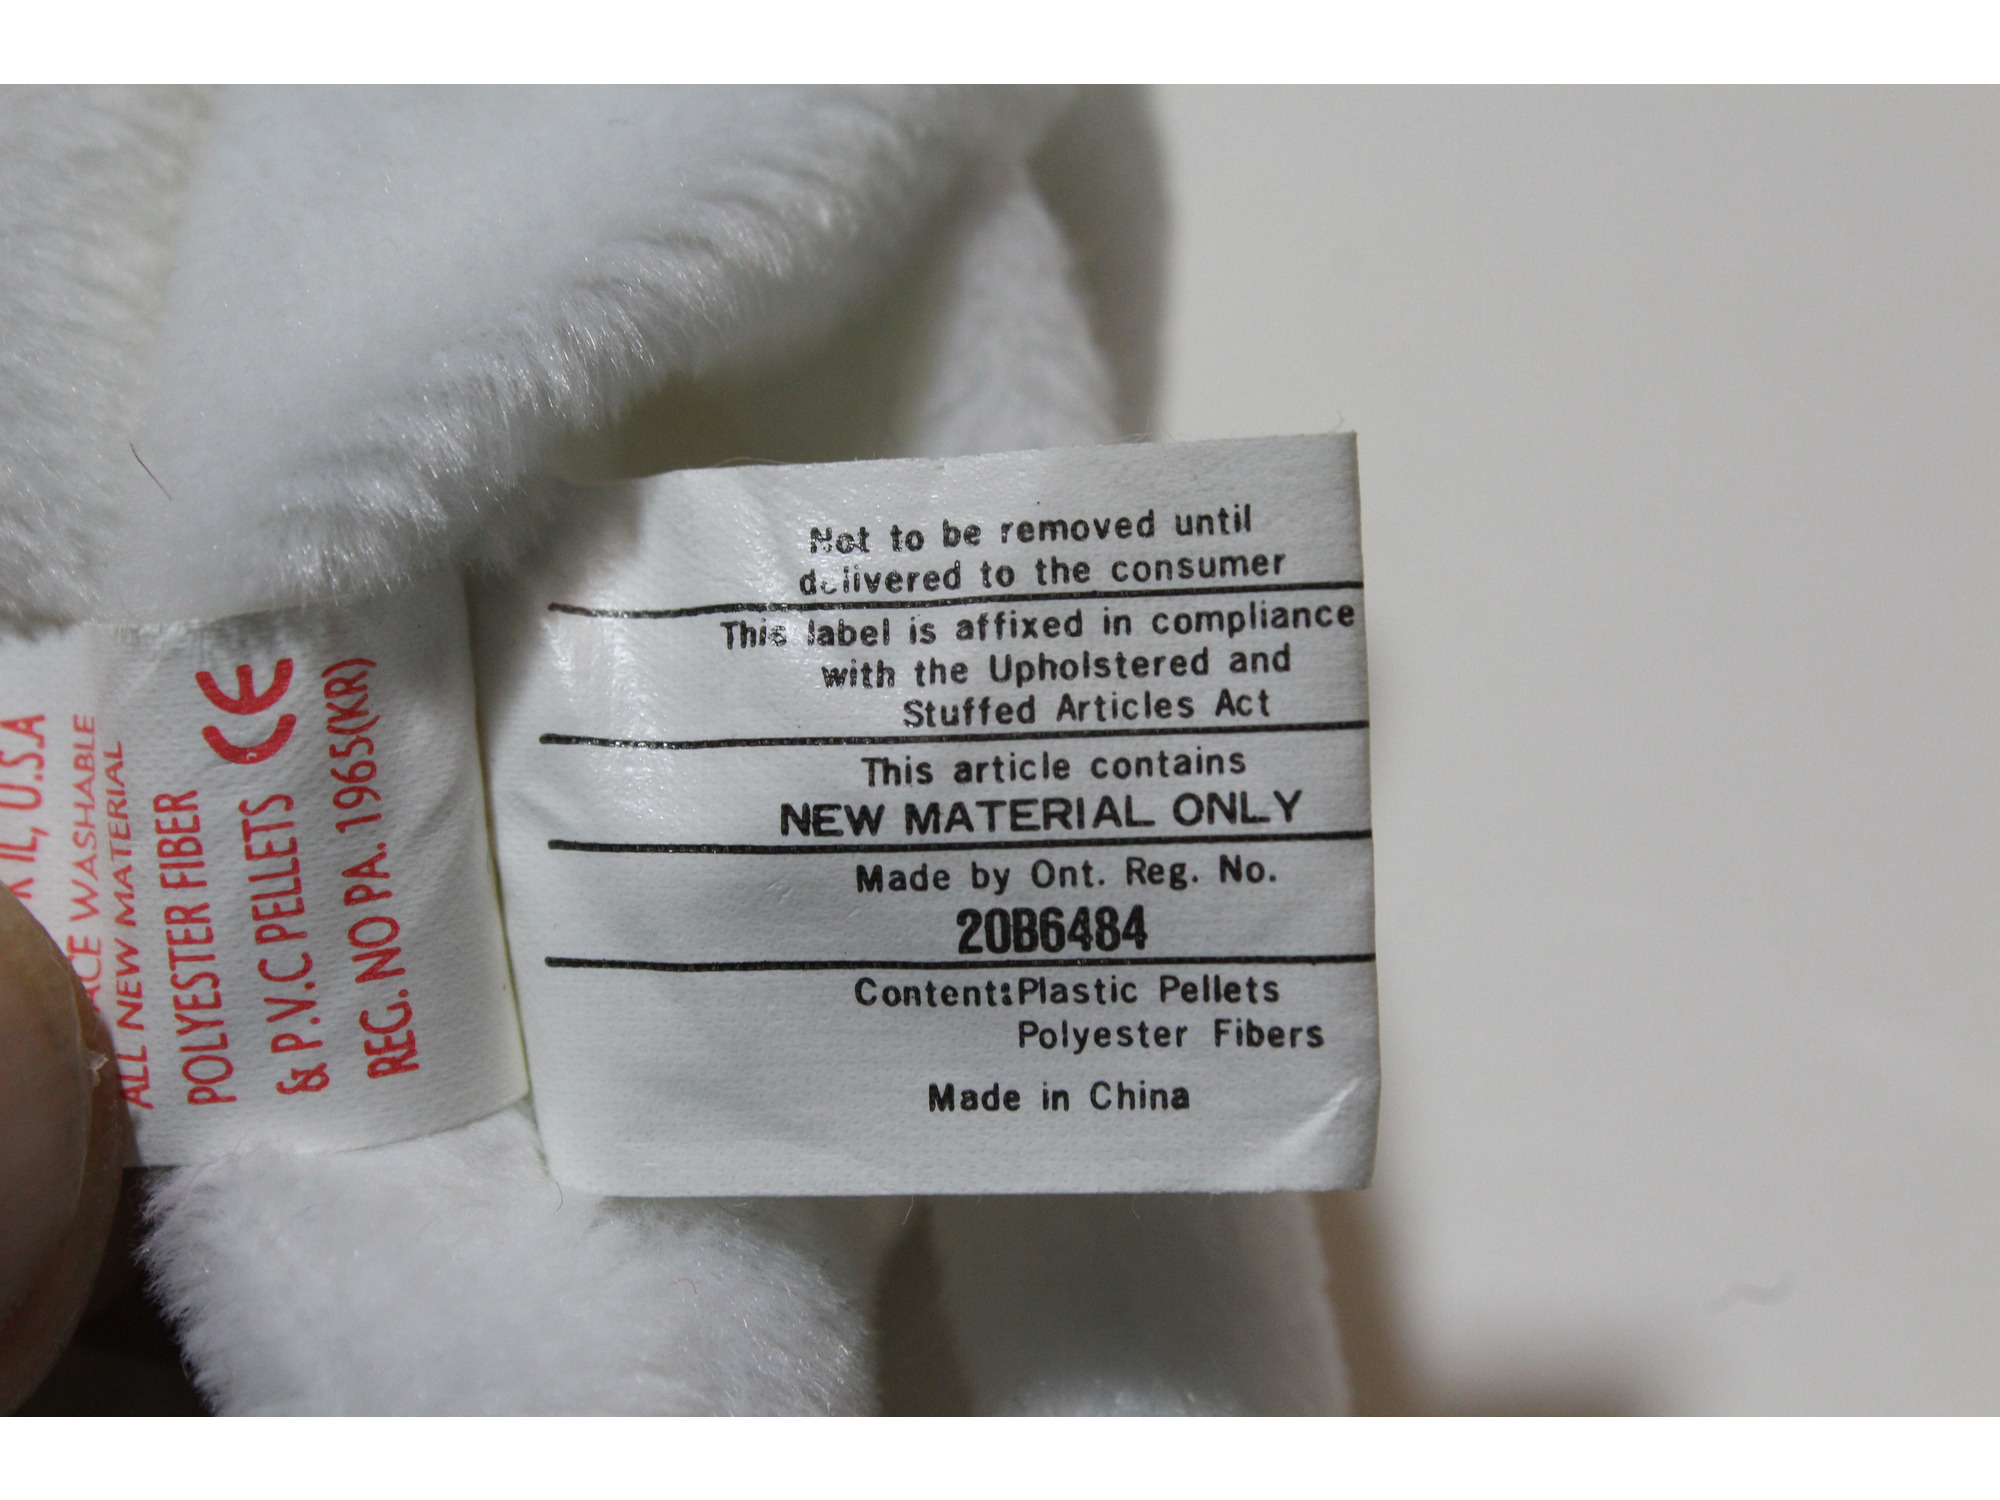 Not to be removed until
delivered to the consumer
This label is affixed in compliance
with the Upholstered and
Stuffed Articles Act
This article contains
NEW MATERIAL ONLY
Made by Ont. Reg. No.
20B6484
Content:Plastic Pellets
Polyester Fibers
Made in China
IL, U.S.A
WASHABLE
ALL NEW MATERIAL
POLYESTER FIBER
& P.V.C. PELLETS CE
REG. NO PA. 1965(KR)